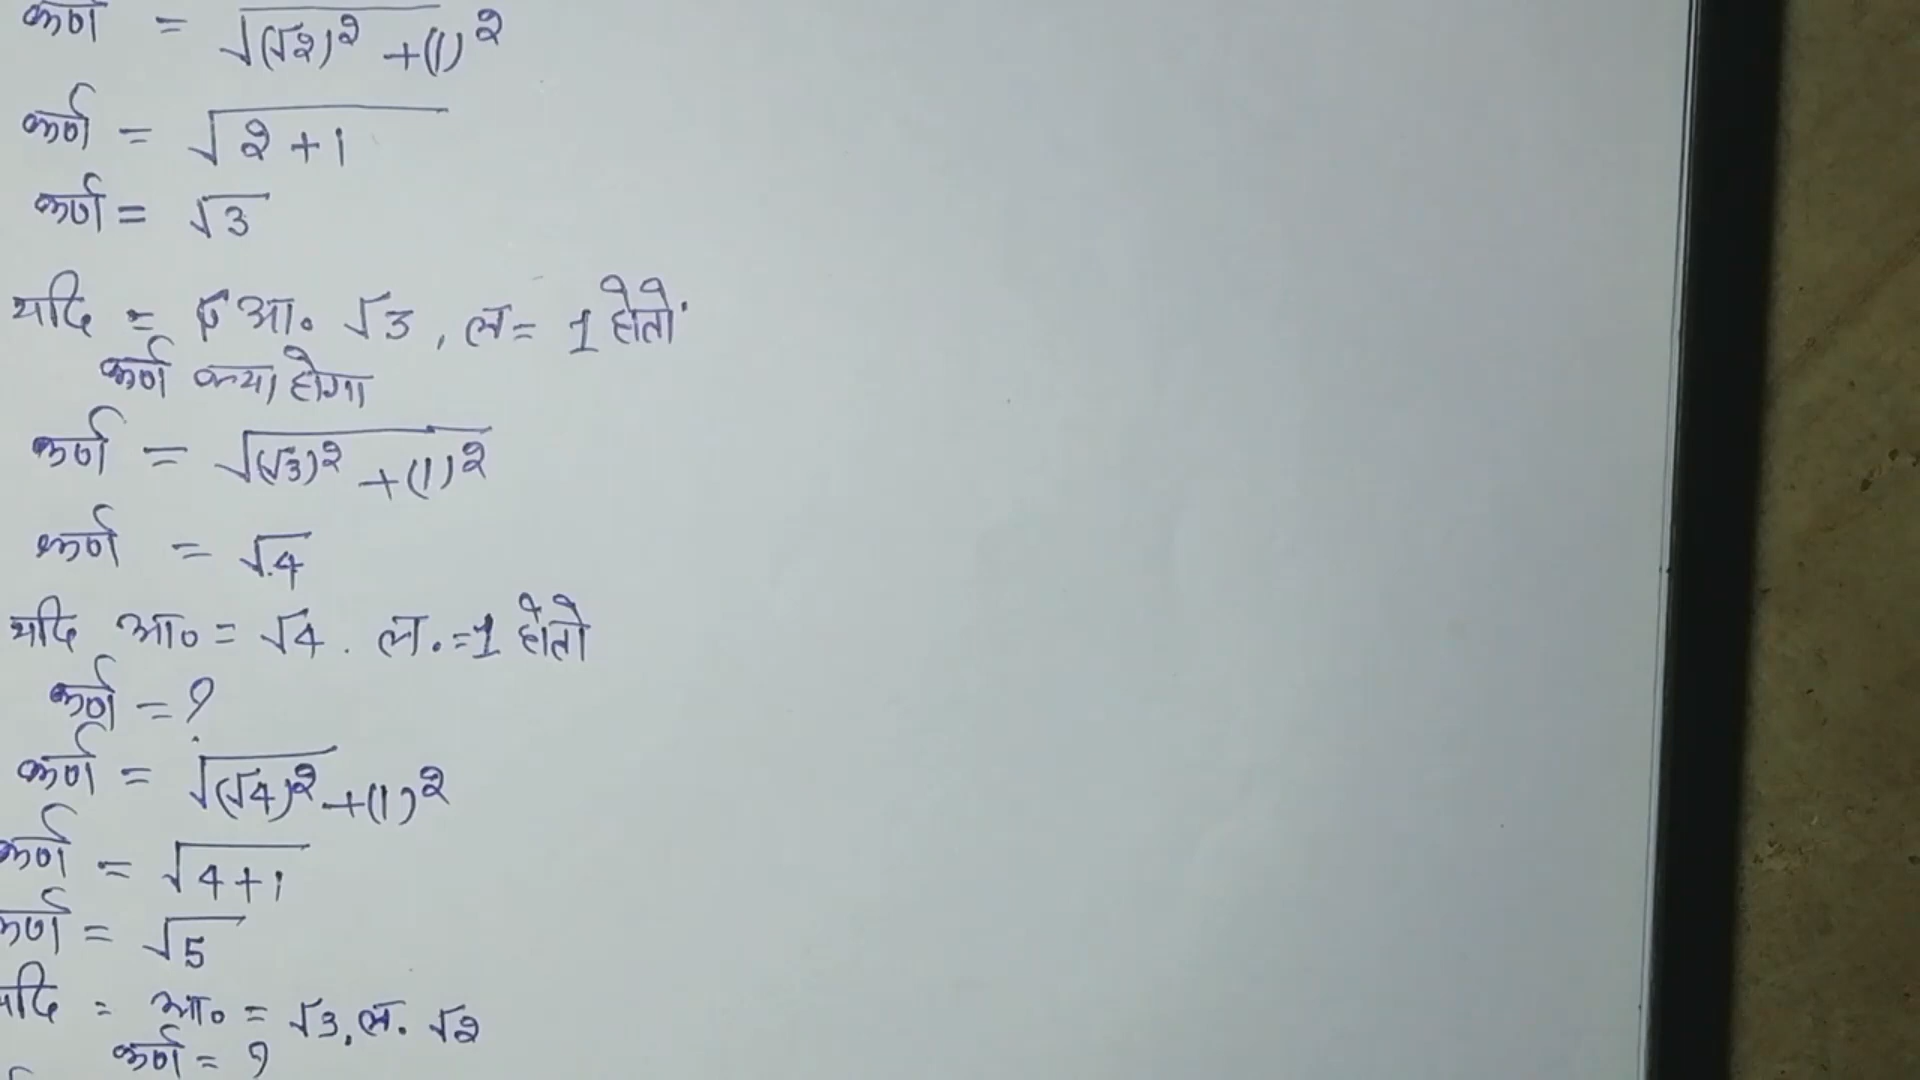 कर्ण = √(√2)² + (1)²
कर्ण = √2 + 1
कर्ण = √3
यदि = आ० √3, ल = 1 हो तो
कर्ण क्या होगा
कर्ण = √(√3)² + (1)²
कर्ण = √4
यदि आ० = √4. ल. = 1 हो तो
कर्ण = ?
कर्ण = √(√4)² + (1)²
कर्ण = √4 + 1
कर्ण = √5
यदि = आ० = √3, ल. √2
कर्ण = ?